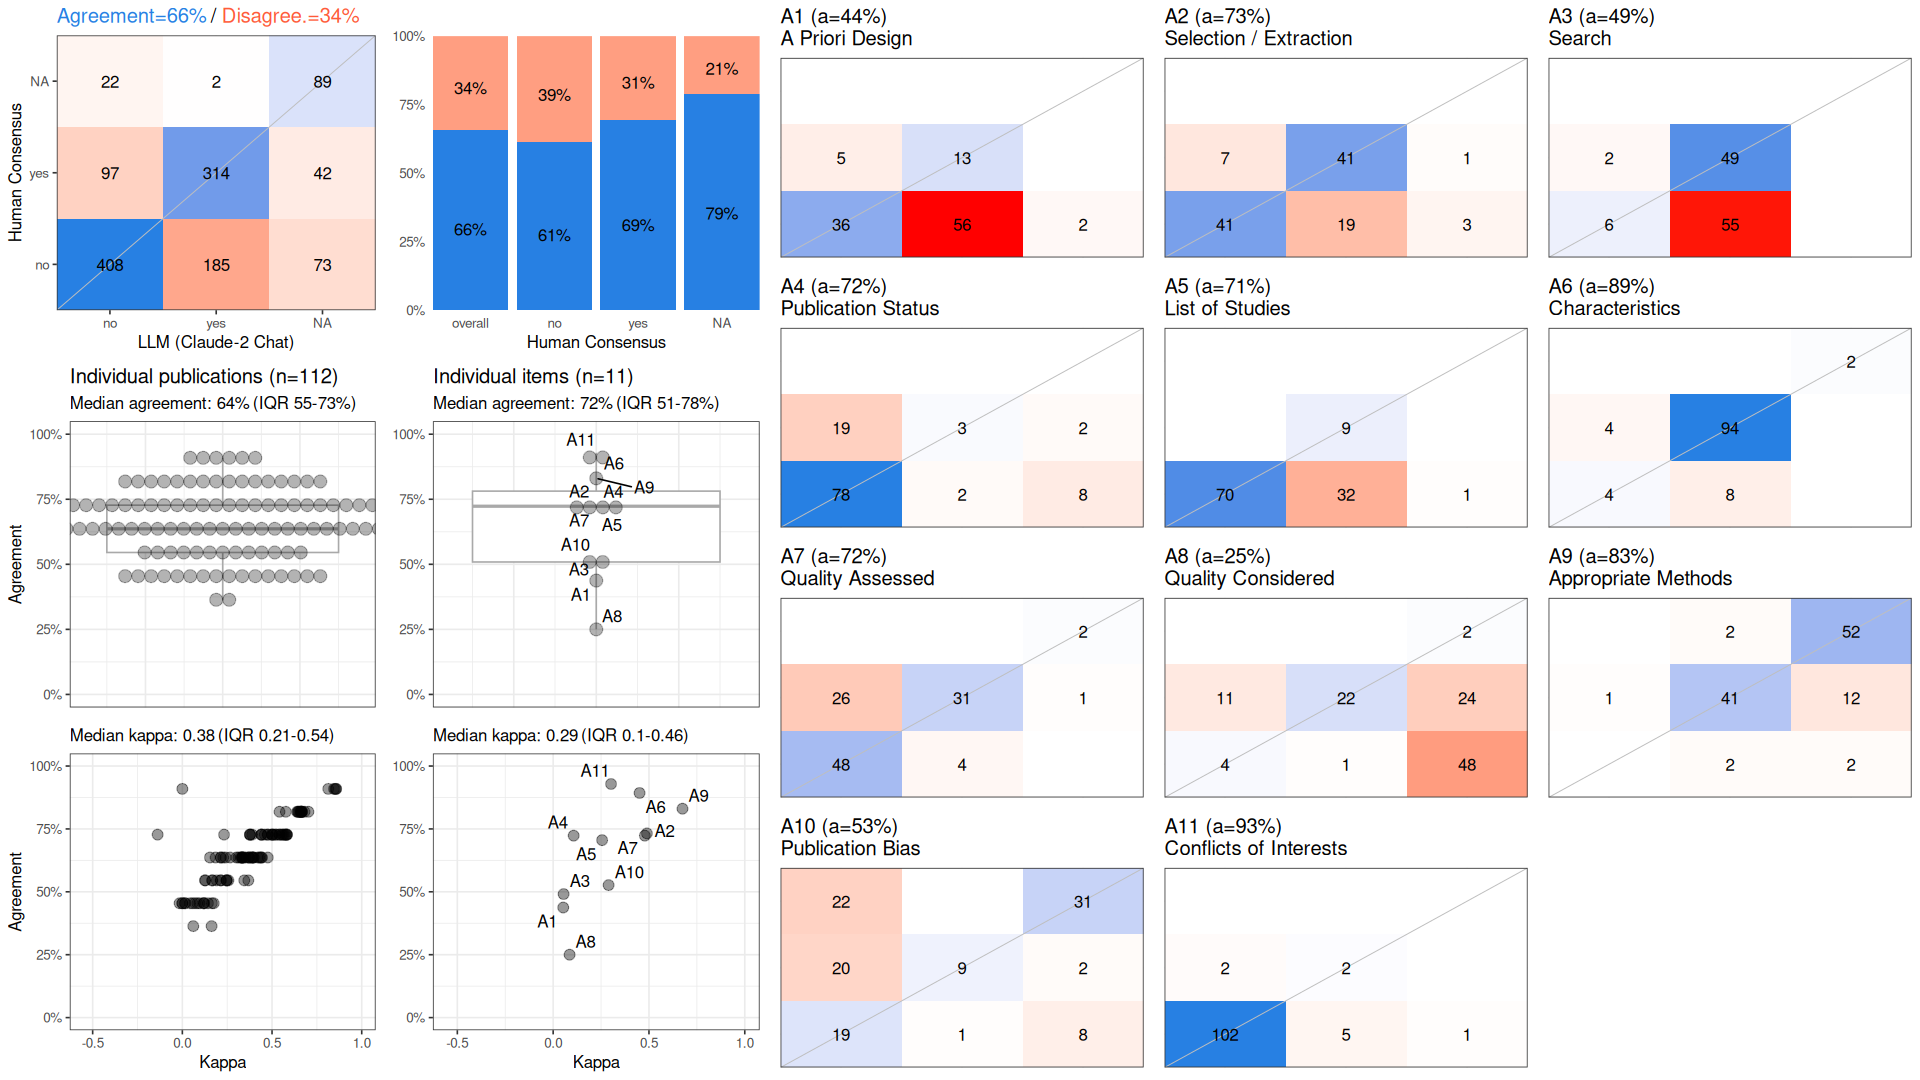 Agreement=66% / Disagree.=34%
NA
22
2
89
yes
97
314
42
no
408
185
73
no
yes
NA
Human Consensus
LLM (Claude-2 Chat)
100%
75%
50%
25%
0%
34%
39%
31%
21%
66%
61%
69%
79%
overall
no
yes
NA
Human Consensus
Individual publications (n=112)
Median agreement: 64% (IQR 55-73%)
100%
75%
50%
25%
0%
Agreement
Individual items (n=11)
Median agreement: 72% (IQR 51-78%)
100%
75%
50%
25%
0%
A11
A6
A9
A2
A4
A7
A5
A10
A3
A1
A8
Median kappa: 0.38 (IQR 0.21-0.54)
100%
75%
50%
25%
0%
Agreement
-0.5
0.0
0.5
1.0
Kappa
Median kappa: 0.29 (IQR 0.1-0.46)
100%
75%
50%
25%
0%
A11
A6
A9
A4
A2
A5
A7
A3
A10
A1
A8
-0.5
0.0
0.5
1.0
Kappa
A1 (a=44%)
A Priori Design
5
13
36
56
2
A2 (a=73%)
Selection / Extraction
7
41
1
41
19
3
A3 (a=49%)
Search
2
49
6
55
A4 (a=72%)
Publication Status
19
3
2
78
2
8
A5 (a=71%)
List of Studies
9
70
32
1
A6 (a=89%)
Characteristics
2
4
94
4
8
A7 (a=72%)
Quality Assessed
2
26
31
1
48
4
A8 (a=25%)
Quality Considered
2
11
22
24
4
1
48
A9 (a=83%)
Appropriate Methods
2
52
1
41
12
2
2
A10 (a=53%)
Publication Bias
22
31
20
9
2
19
1
8
A11 (a=93%)
Conflicts of Interests
2
2
102
5
1